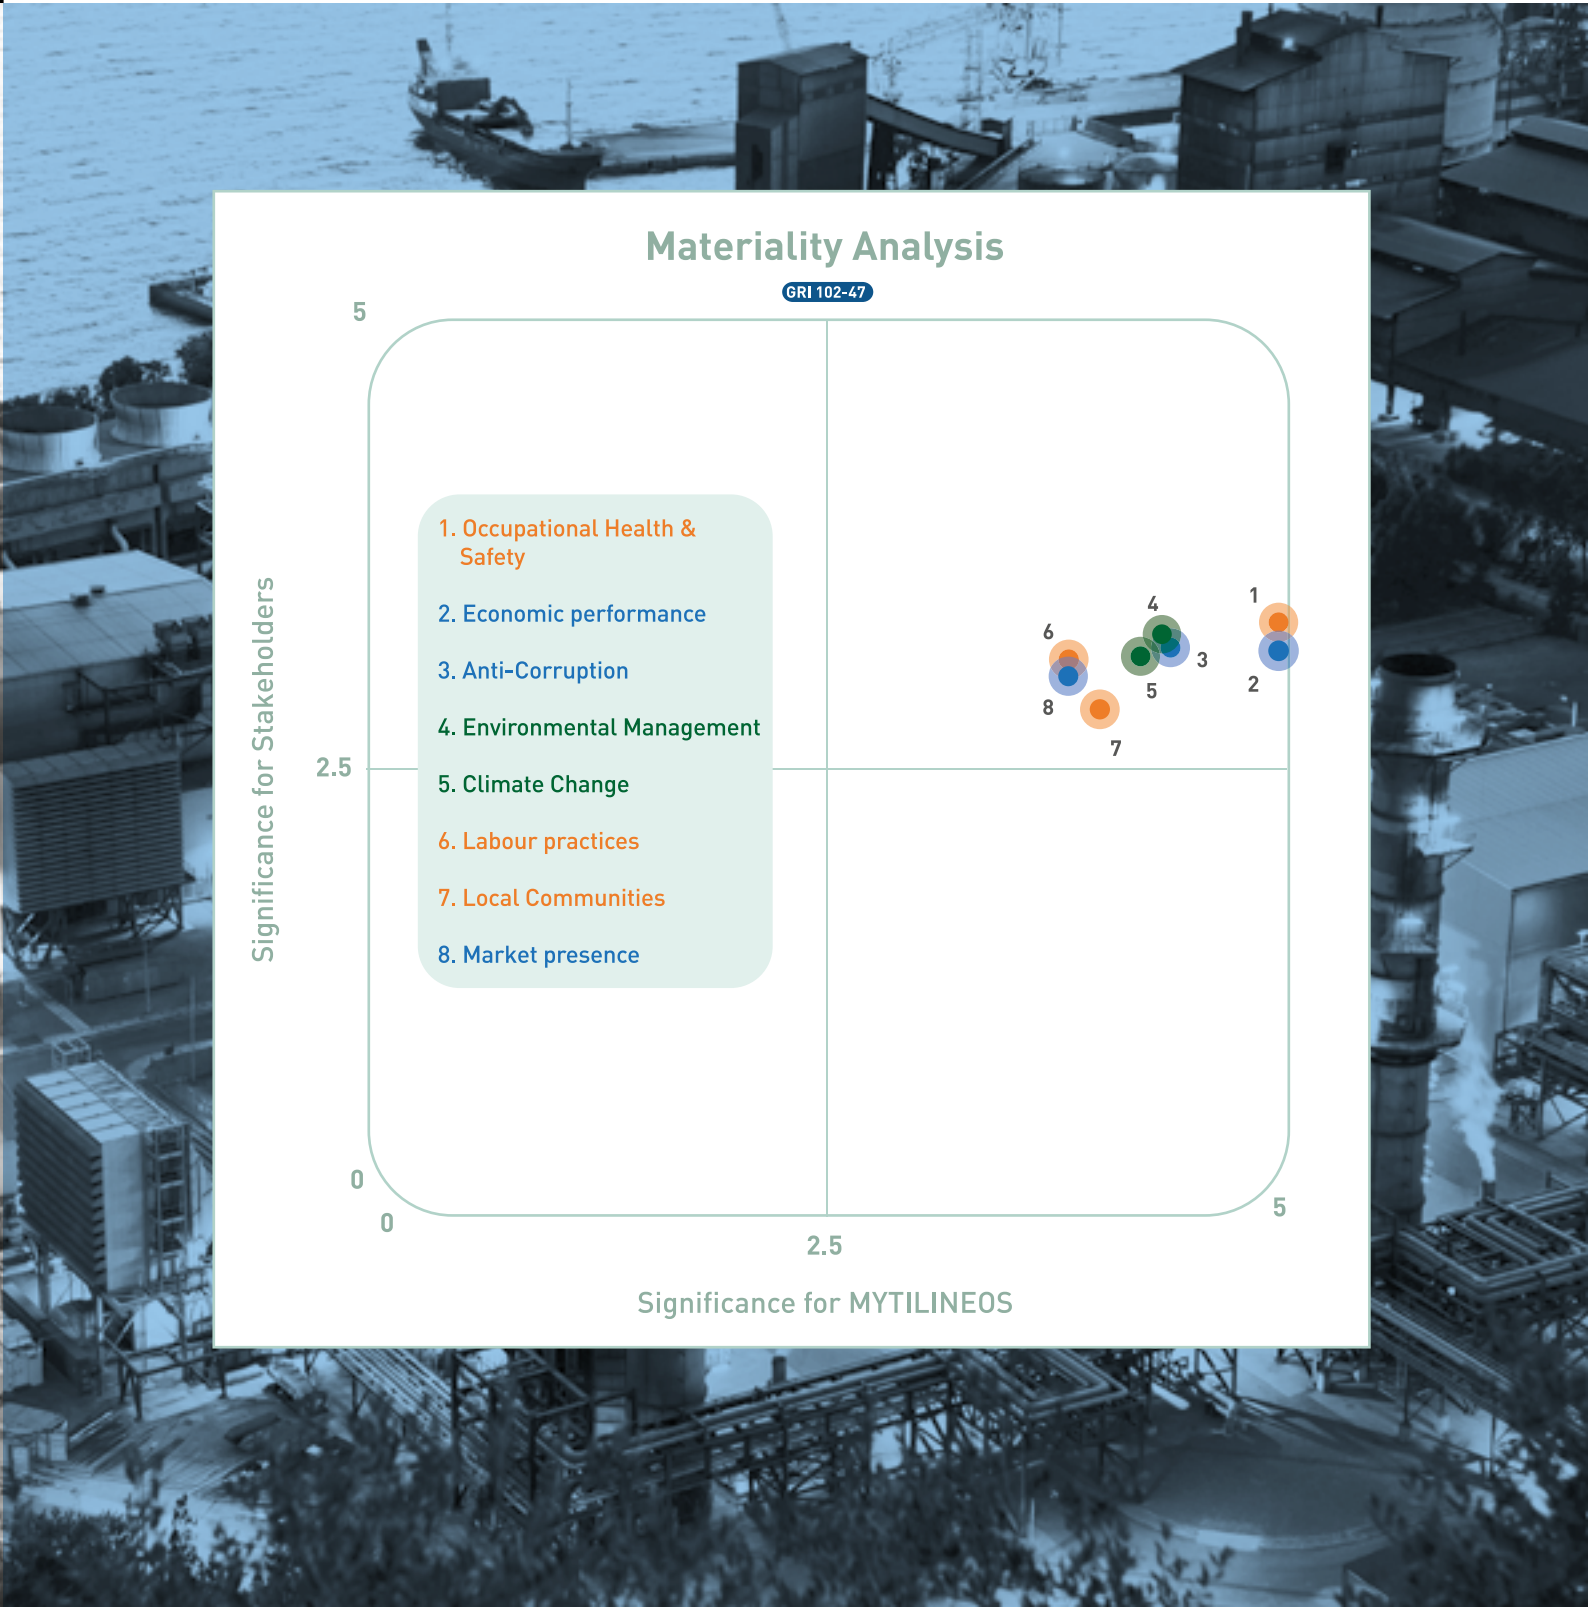 Materiality Analysis
GRI 102-47
5
1. Occupational Health &
Safety
2. Economic performance
3. Anti-Corruption
4. Environmental Management
5. Climate Change
6. Labour practices
7. Local Communities
8. Market presence
1
4
6
3
2
5
8
7
2.5
Significance for Stakeholders
0
0
5
2.5
Significance for MYTILINEOS